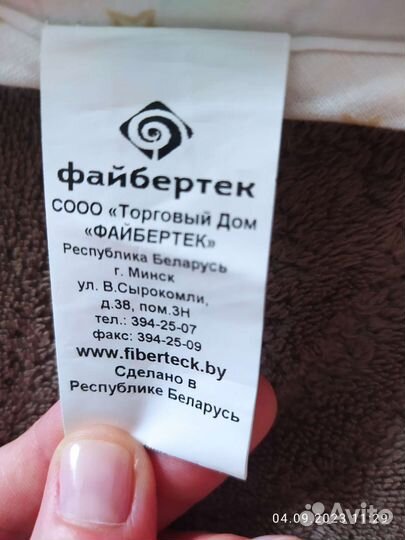 файбертек
СООО «Торговый Дом
«ФАЙБЕРТЕК»
Республика Беларусь
г. Минск
ул. В.Сырокомли,
д.38, пом.3Н
тел.: 394-25-07
факс: 394-25-09
www.fiberteck.by
Сделано в
Республике Беларусь
04.09.2023 11:29
Avito